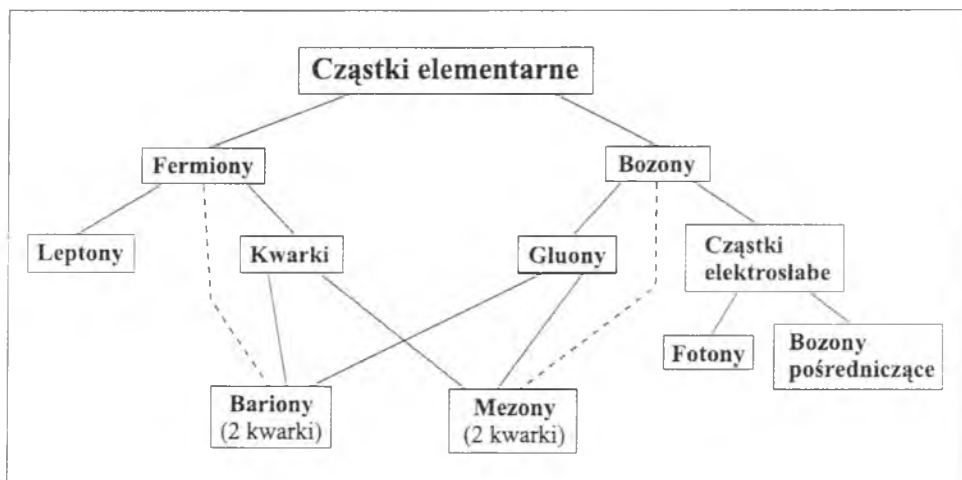 Cząstki elementarne
Fermiony
Bozony
Leptony
Kwarki
Gluony
Cząstki
elektrosłabe
Fotony
Bozony
pośredniczące
Bariony
(2 kwarki)
Mezony
(2 kwarki)